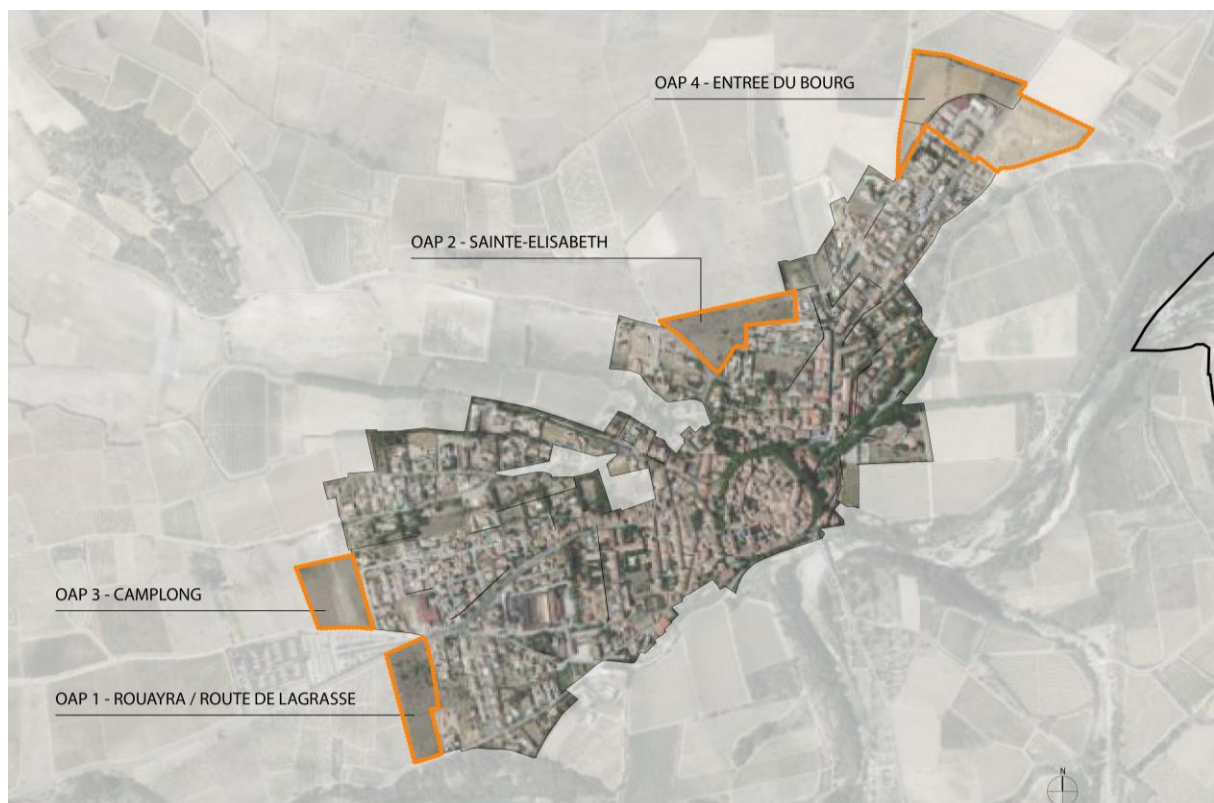 OAP 4 - ENTREE DU BOURG
OAP 2 - SAINTE-ELISABETH
OAP 3 - CAMPLONG
OAP 1 - ROUAYRA / ROUTE DE LAGRASSE
N